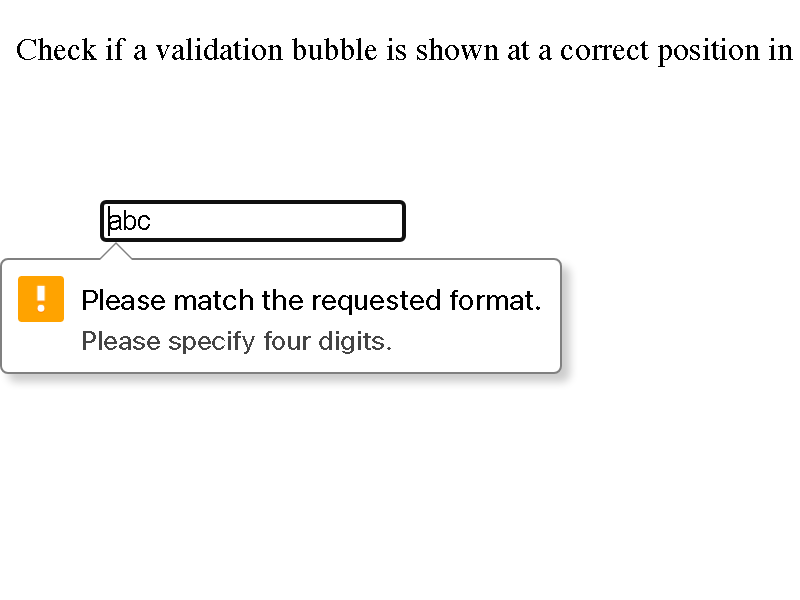 Check if a validation bubble is shown at a correct position in
abc
Please match the requested format.
Please specify four digits.